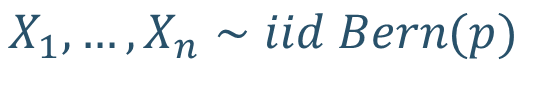 X₁, … , Xₙ ~ iid Bern(p)